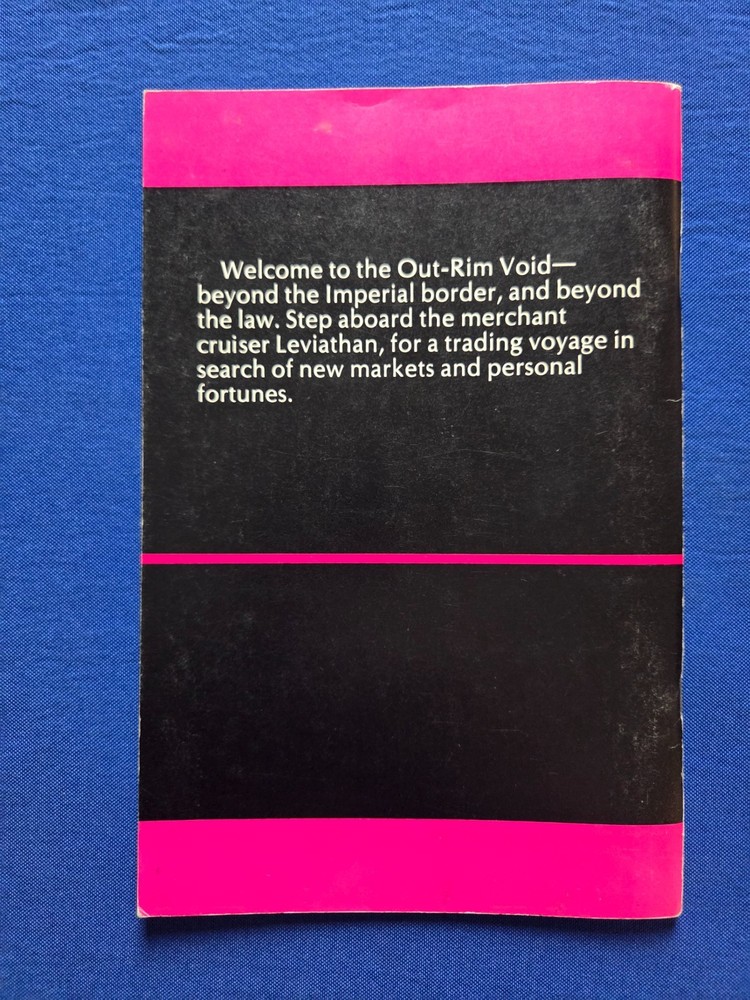 Welcome to the Out-Rim Void—
beyond the Imperial border, and beyond
the law. Step aboard the merchant
cruiser Leviathan, for a trading voyage in
search of new markets and personal
fortunes.